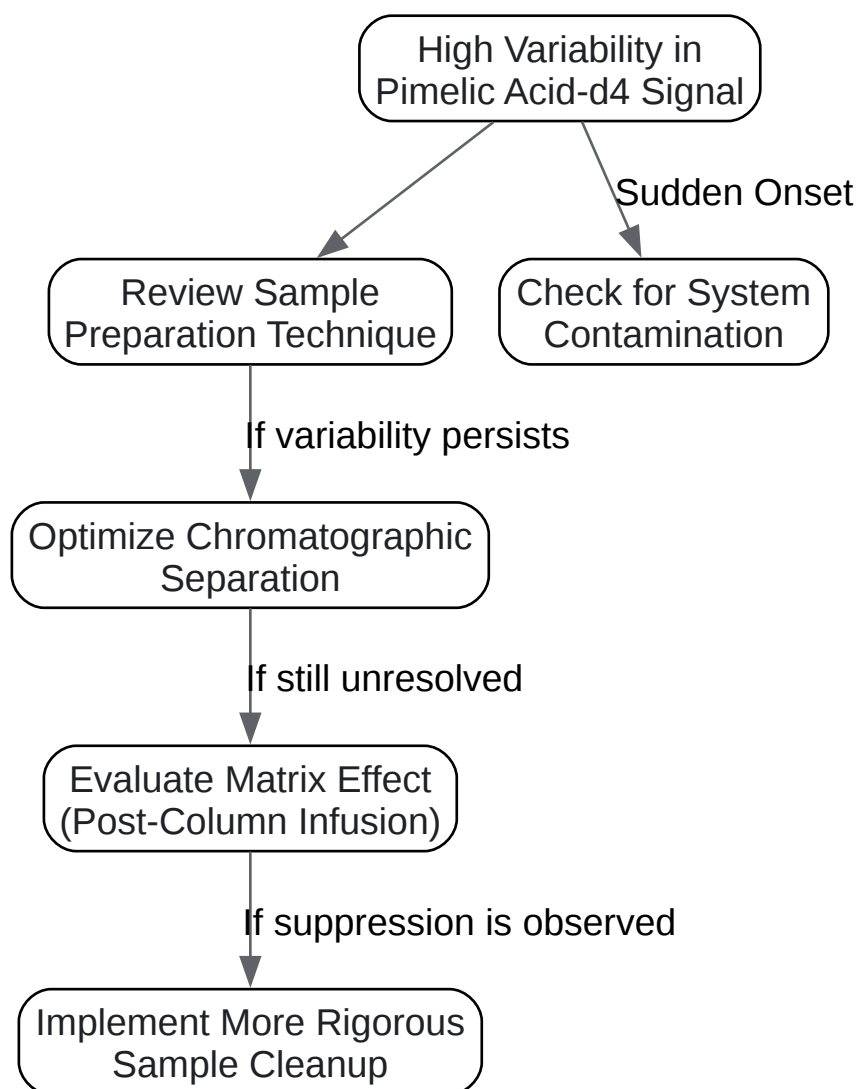 High Variability in
Pimelic Acid-d4 Signal
Sudden Onset
Review Sample
Preparation Technique
Check for System
Contamination
If variability persists
Optimize Chromatographic
Separation
If still unresolved
Evaluate Matrix Effect
(Post-Column Infusion)
If suppression is observed
Implement More Rigorous
Sample Cleanup